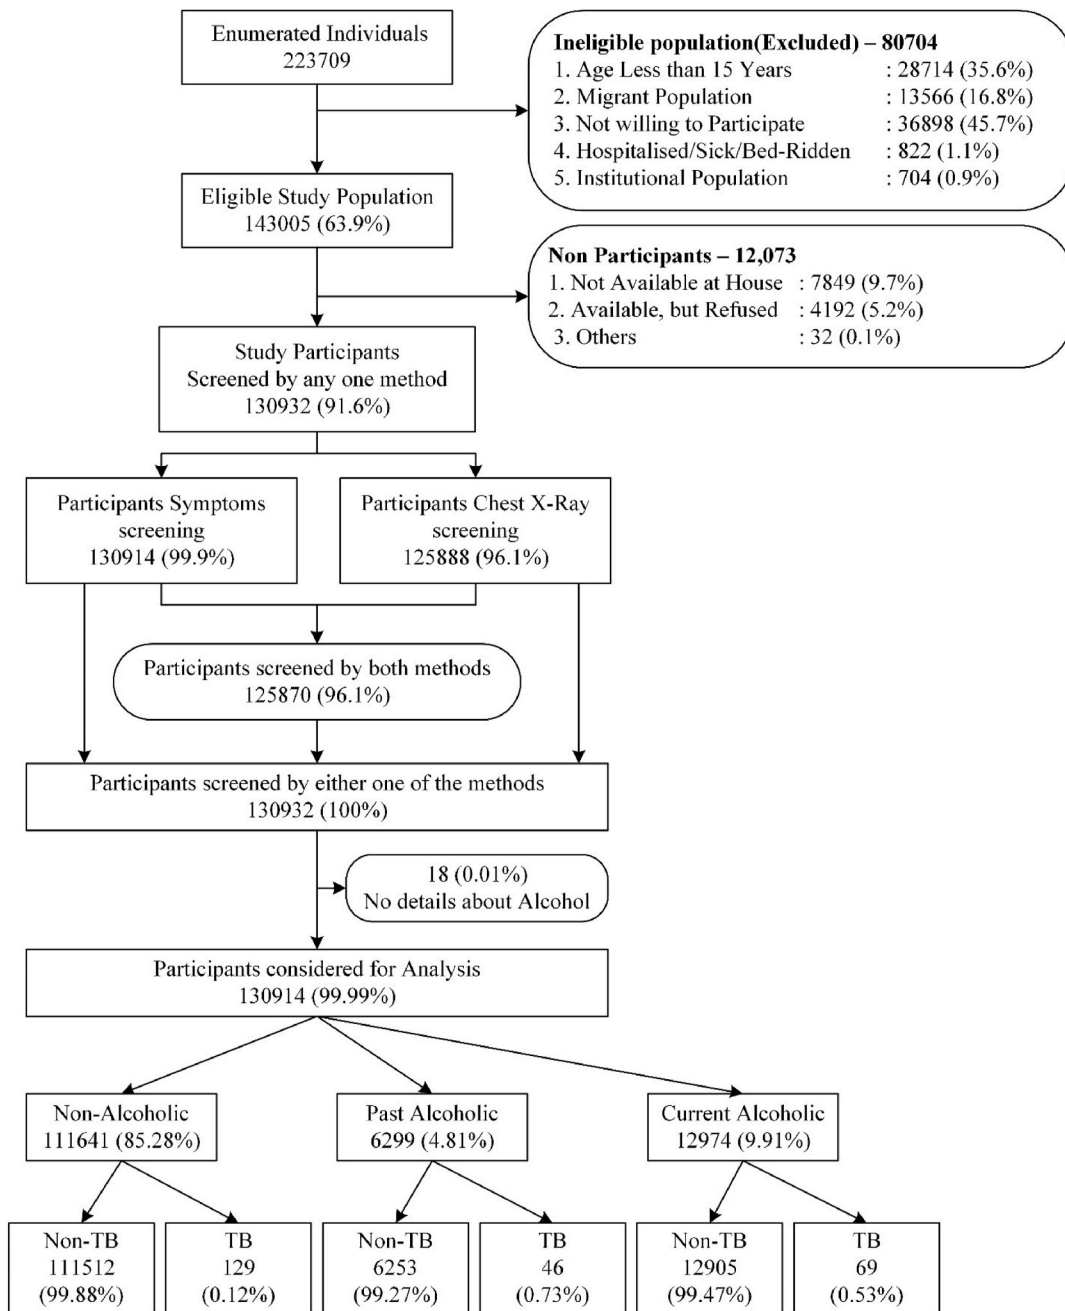 Enumerated Individuals
223709
Ineligible population(Excluded) – 80704
1. Age Less than 15 Years : 28714 (35.6%)
2. Migrant Population : 13566 (16.8%)
3. Not willing to Participate : 36898 (45.7%)
4. Hospitalised/Sick/Bed-Ridden : 822 (1.1%)
5. Institutional Population : 704 (0.9%)
Eligible Study Population
143005 (63.9%)
Non Participants – 12,073
1. Not Available at House : 7849 (9.7%)
2. Available, but Refused : 4192 (5.2%)
3. Others : 32 (0.1%)
Study Participants
Screened by any one method
130932 (91.6%)
Participants Symptoms
screening
130914 (99.9%)
Participants Chest X-Ray
screening
125888 (96.1%)
Participants screened by both methods
125870 (96.1%)
Participants screened by either one of the methods
130932 (100%)
18 (0.01%)
No details about Alcohol
Participants considered for Analysis
130914 (99.99%)
Non-Alcoholic
111641 (85.28%)
Past Alcoholic
6299 (4.81%)
Current Alcoholic
12974 (9.91%)
Non-TB
111512
(99.88%)
TB
129
(0.12%)
Non-TB
6253
(99.27%)
TB
46
(0.73%)
Non-TB
12905
(99.47%)
TB
69
(0.53%)